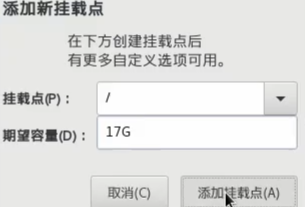 添加新挂载点
在下方创建挂载点后
有更多自定义选项可用。
挂载点(P)： /
期望容量(D)： 17G
取消(C) 添加挂载点(A)